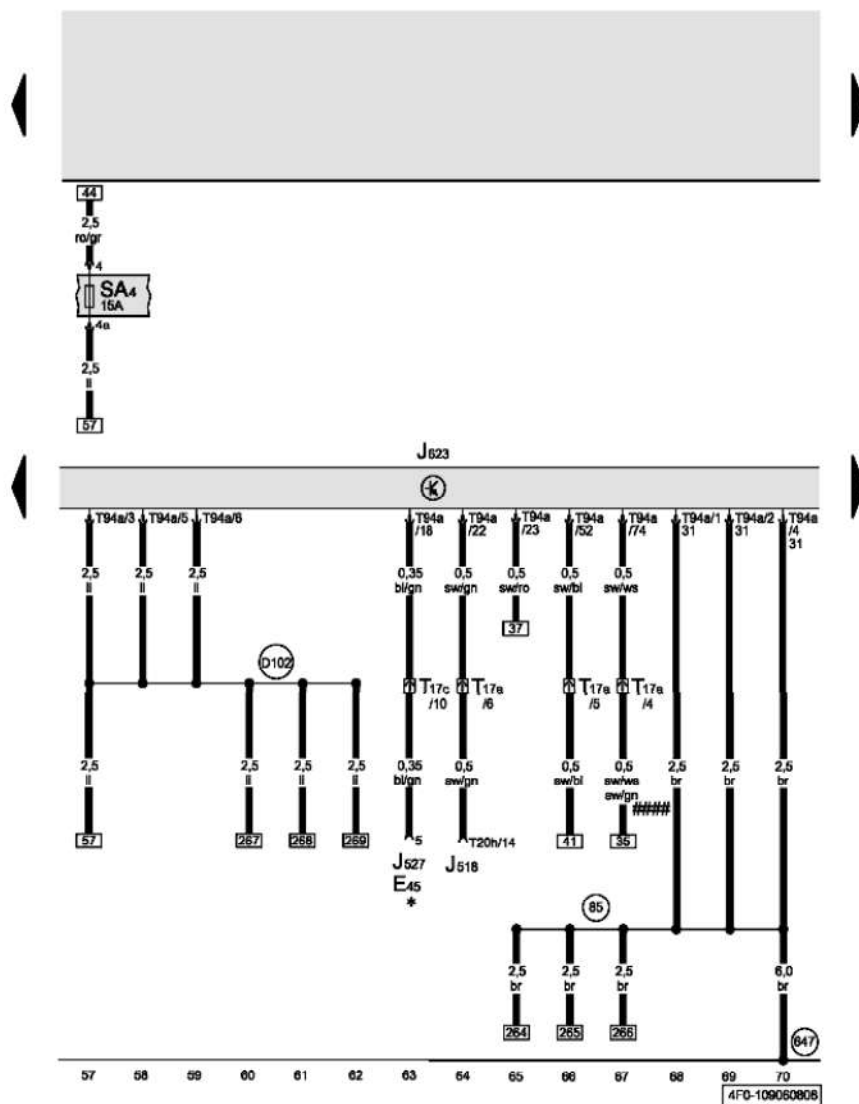 44
2,5
ro/gr
4
SA4
15A
4a
2,5
li
57
J623
T94a/3 T94a/5 T94a/6 T94a/18 T94a/22 T94a/23 T94a/52 T94a/74 T94a/1 31 T94a/2 31 T94a/4 31
2,5 2,5 2,5 0,35 0,5 0,5 0,5 0,5 2,5 2,5 2,5
li li li bl/gn sw/gn sw/ro sw/bl sw/ws
37
D102
T17c/10 T17a/6 T17a/5 T17a/4
2,5 2,5 2,5 2,5 0,35 0,5 0,5 0,5 2,5 2,5 2,5
li li li li bl/gn sw/gn sw/bl sw/ws br br br
sw/gn
####
57 267 268 269 5 T20h/14 41 35
J527 J518
E45
*
85
2,5 2,5 2,5 6,0
br br br br
264 265 266
647
57 58 59 60 61 62 63 64 65 66 67 68 69 70
4F0-109060806